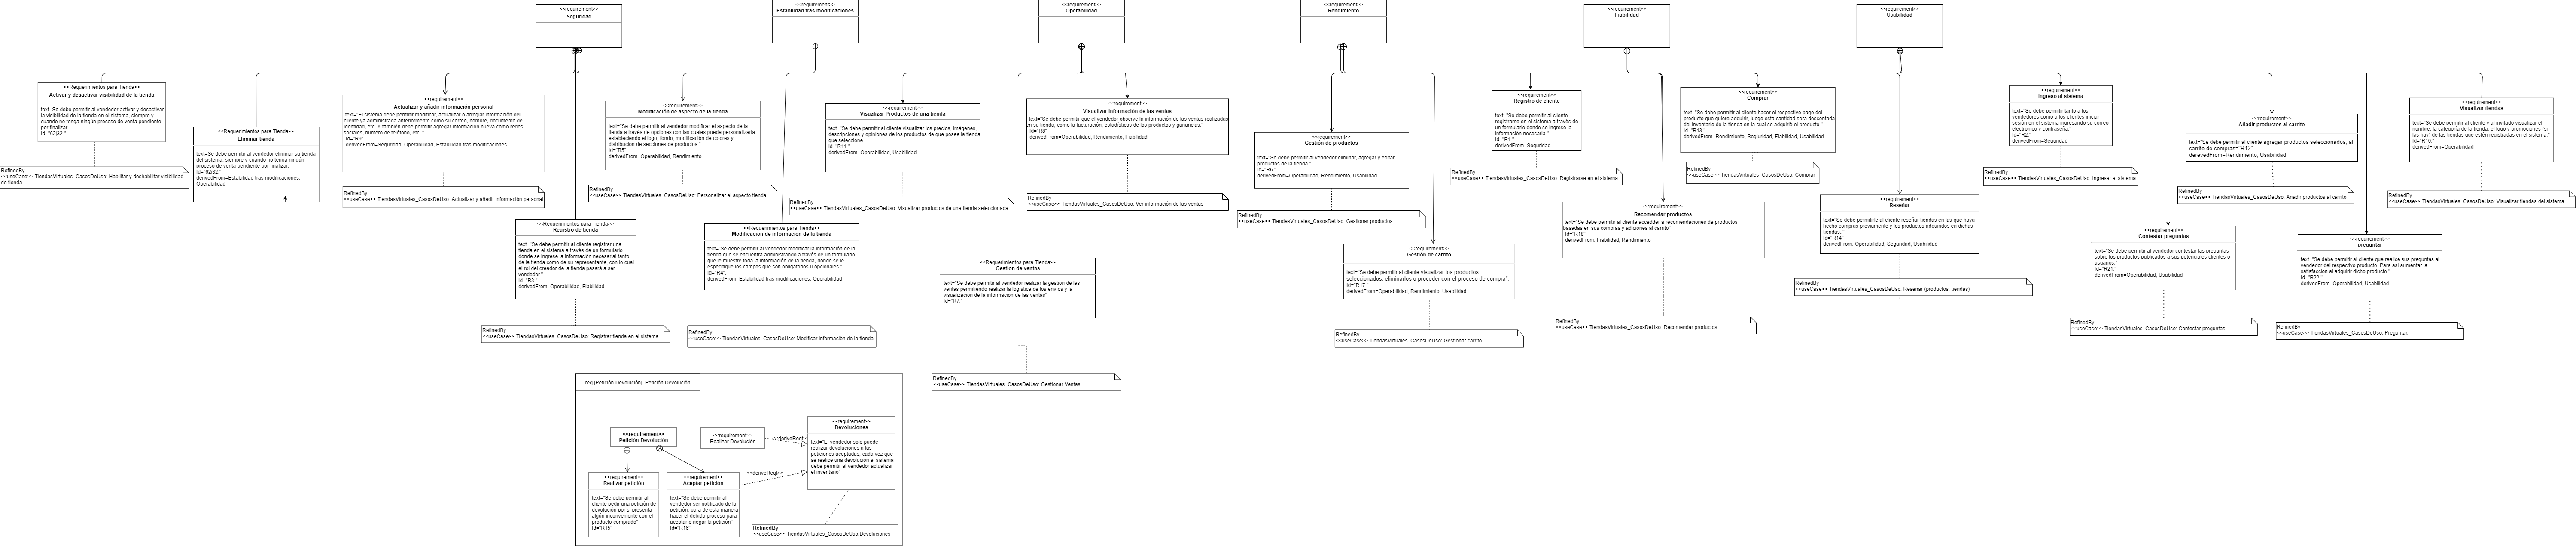 <<requirement>>
Seguridad
<<requirement>>
Estabilidad tras modificaciones
<<requirement>>
Operabilidad
<<requirement>>
Rendimiento
<<requirement>>
Fiabilidad
<<requirement>>
Usabilidad
<<Requerimientos para Tienda>>
Activar y desactivar visibilidad de la tienda
text=Se debe permitir al vendedor activar y desactivar
la visibilidad de la tienda en el sistema, siempre y
cuando no tenga ningún proceso de venta pendiente
por finalizar.
Id="62|32."
RefinedBy
<<useCase>> TiendasVirtuales_CasosDeUso: Habilitar y deshabilitar visibilidad
de tienda
<<Requerimientos para Tienda>>
Eliminar tienda
text=Se debe permitir al vendedor eliminar su tienda
del sistema, siempre y cuando no tenga ningún
proceso de venta pendiente por finalizar.
Id="62|32."
derivedFrom=Estabilidad tras modificaciones,
Operabilidad
<<requirement>>
Actualizar y añadir información personal
text="El sistema debe permitir modificar, actualizar o arreglar información del
cliente ya administrada anteriormente como su correo, nombre, documento de
identidad, etc. Y también debe permitir agregar información nueva como redes
sociales, numero de teléfono, etc. "
Id="R9"
derivedFrom=Seguridad, Operabilidad, Estabilidad tras modificaciones
RefinedBy
<<useCase>> TiendasVirtuales_CasosDeUso: Actualizar y añadir información personal
<<Requerimientos para Tienda>>
Registro de tienda
text="Se debe permitir al cliente registrar una
tienda en el sistema a través de un formulario
donde se ingrese la información necesarial tanto
de la tienda como de su representante, con lo cual
el rol del creador de la tienda pasará a ser
vendedor."
Id="R3."
derivedFrom: Operabilidad, Fiabilidad
RefinedBy
<<useCase>> TiendasVirtuales_CasosDeUso: Registrar tienda en el sistema
<<requirement>>
Modificación de aspecto de la tienda
text="Se debe permitir al vendedor modificar el aspecto de la
tienda a través de opciones con las cuales pueda personalizarla
estableciendo el logo, fondo, modificación de colores y
distribución de secciones de productos."
Id="R5".
derivedFrom=Operabilidad, Rendimiento
RefinedBy
<<useCase>> TiendasVirtuales_CasosDeUso: Personalizar el aspecto tienda
<<Requerimientos para Tienda>>
Modificación de información de la tienda
text="Se debe permitir al vendedor modificar la información de la
tienda que se encuentra administrando a través de un formulario
que le muestre toda la información de la tienda, donde se le
especifique los campos que son obligatorios u opcionales."
Id="R4".
derivedFrom: Estabilidad tras modificaciones, Operabilidad
RefinedBy
<<useCase>> TiendasVirtuales_CasosDeUso: Modificar información de la tienda
<<requirement>>
Visualizar Productos de una tienda
text="Se debe permitir al cliente visualizar los precios, imágenes,
descripciones y opiniones de los productos de que posee la tienda
que seleccione.
Id="R11."
derivedFrom=Operabilidad, Usabilidad
RefinedBy
<<useCase>> TiendasVirtuales_CasosDeUso: Visualizar productos de una tienda seleccionada
<<Requerimientos para Tienda>>
Gestion de ventas
text="Se debe permitir al vendedor realizar la gestión de las
ventas permitiendo realizar la logística de los envíos y la
visualización de la información de las ventas"
Id="R7."
RefinedBy
<<useCase>> TiendasVirtuales_CasosDeUso: Gestionar Ventas
<<requirement>>
Visualizar información de las ventas
text="Se debe permitir que el vendedor observe la información de las ventas realizadas
en su tienda, como la facturación, estadísticas de los productos y ganancias."
Id="R8"
derivedFrom=Operabilidad, Rendimiento, Fiabilidad
RefinedBy
<<useCase>> TiendasVirtuales_CasosDeUso: Ver información de las ventas
<<requirement>>
Gestión de productos
text="Se debe permitir al vendedor eliminar, agregar y editar
productos de la tienda."
Id="R6."
derivedFrom=Operabilidad, Rendimiento, Usabilidad
RefinedBy
<<useCase>> TiendasVirtuales_CasosDeUso: Gestionar productos
<<requirement>>
Gestión de carrito
text="Se debe permitir al cliente visualizar los productos
seleccionados, eliminarlos o proceder con el proceso de compra".
Id="R17."
derivedFrom=Operabilidad, Rendimiento, Usabilidad
RefinedBy
<<useCase>> TiendasVirtuales_CasosDeUso: Gestionar carrito
<<requirement>>
Registro de cliente
text="Se debe permitir al cliente
registrarse en el sistema a través de
un formulario donde se ingrese la
información necesaria."
Id="R1."
derivedFrom=Seguridad
RefinedBy
<<useCase>> TiendasVirtuales_CasosDeUso: Registrarse en el sistema
<<requirement>>
Recomendar productos
text="Se debe permitir al cliente accedder a recomendaciones de productos
basadas en sus compras y adiciones al carrito"
Id="R18"
derivedFrom: Fiabilidad, Rendimiento
RefinedBy
<<useCase>> TiendasVirtuales_CasosDeUso: Recomendar productos
<<requirement>>
Comprar
text="Se debe permitir al cliente hacer el respectivo pago del
producto que quiere adquirir, luego esta cantidad sera descontada
del inventario de la tienda en la cual se adquirió el producto."
Id="R13."
derivedFrom=Rendimiento, Seguridad, Fiabilidad, Usabilidad
RefinedBy
<<useCase>> TiendasVirtuales_CasosDeUso: Comprar
<<requirement>>
Reseñar
text="Se debe permitirle al cliente reseñar tiendas en las que haya
hecho compras previamente y los productos adquiridos en dichas
tiendas.."
Id="R14"
derivedFrom: Operabilidad, Seguridad, Usabilidad
RefinedBy
<<useCase>> TiendasVirtuales_CasosDeUso: Reseñar (productos, tiendas)
<<requirement>>
Ingreso al sistema
text="Se debe permitir tanto a los
vendedores como a los clientes iniciar
sesión en el sistema ingresando su correo
electronico y contraseña."
Id="R2."
derivedFrom=Seguridad
RefinedBy
<<useCase>> TiendasVirtuales_CasosDeUso: Ingresar al sistema
<<requirement>>
Contestar preguntas
text="Se debe permitir al vendedor contestar las preguntas
sobre los productos publicados a sus potenciales clientes o
usuarios."
Id="R21."
derivedFrom=Operabilidad, Usabilidad
RefinedBy
<<useCase>> TiendasVirtuales_CasosDeUso: Contestar preguntas.
<<requirement>>
Añadir productos al carrito
text="Se debe permitir al cliente agregar productos seleccionados, al
carrito de compras="R12".
derivedFrom=Rendimiento, Usabillidad
RefinedBy
<<useCase>> TiendasVirtuales_CasosDeUso: Añadir productos al carrito
<<requirement>>
preguntar
text="Se debe permitir al cliente que realice sus preguntas al
vendedor del respectivo producto. Para así aumentar la
satisfaccion al adquirir dicho producto."
Id="R22."
derivedFrom=Operabilidad, Usabilidad
RefinedBy
<<useCase>> TiendasVirtuales_CasosDeUso: Preguntar.
<<requirement>>
Visualizar tiendas
text="Se debe permitir al cliente y al invitado visualizar el
nombre, la categoría de la tienda, el logo y promociones (si
las hay) de las tiendas que estén registradas en el sistema."
Id="R10."
derivedFrom=Operabilidad
RefinedBy
<<useCase>> TiendasVirtuales_CasosDeUso: Visualizar tiendas del sistema.
req [Petición Devolución]: Petición Devolución
<<requirement>>
Petición Devolución
<<requirement>>
Realizar Devolución
<<deriveReqt>>
<<requirement>>
Devoluciones
text="El vendedor solo puede
realizar devoluciones a las
peticiones aceptadas, cada vez que
se realice una devolución el sistema
debe permitir al vendedor actualizar
el inventario"
<<deriveReqt>>
<<requirement>>
Realizar petición
text="Se debe permitir al
cliente pedir una petición de
devolución por si presenta
algún inconveniente con el
producto comprado"
Id="R15"
<<requirement>>
Aceptar petición
text="Se debe permitir al
vendedor ser notificado de la
petición, para de esta manera
hacer el debido proceso para
aceptar o negar la petición"
Id="R16"
RefinedBy
<<useCase>> TiendasVirtuales_CasosDeUso:Devoluciones